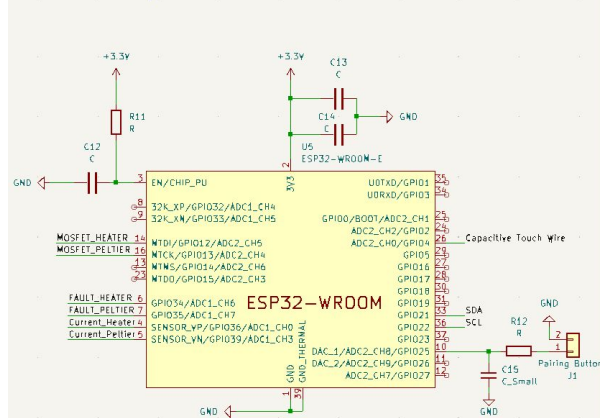 +3.3V
+3.3V
C13
C
R11
R
C14
C
GND
C12
C
U5
ESP32-WROOM-E
GND
2
3V3
3
EN/CHIP_PU
U0TXD/GPIO1
35
U0RXD/GPIO3
34
8
32K_XP/GPIO32/ADC1_CH4
9
32K_XN/GPIO33/ADC1_CH5
GPIO0/BOOT/ADC2_CH1
25
ADC2_CH2/GPIO2
24
MOSFET_HEATER
14
MTDI/GPIO12/ADC2_CH5
ADC2_CH0/GPIO4
26
Capacitive Touch Wire
MOSFET_PELTIER
16
MTCK/GPIO13/ADC2_CH4
GPIO5
29
13
MTMS/GPIO14/ADC2_CH6
GPIO16
27
23
MTDO/GPIO15/ADC2_CH3
GPIO17
28
GPIO18
30
FAULT_HEATER
6
GPIO34/ADC1_CH6
ESP32-WROOM
GPIO19
31
FAULT_PELTIER
7
GPIO35/ADC1_CH7
GPIO21
33
SDA
Current_Heater
4
SENSOR_VP/GPIO36/ADC1_CH0
GPIO22
36
SCL
Current_Peltier
5
SENSOR_VN/GPIO39/ADC1_CH3
GPIO23
37
GND
R12
R
2
1
DAC_1/ADC2_CH8/GPIO25
10
DAC_2/ADC2_CH9/GPIO26
11
ADC2_CH7/GPIO27
12
Pairing Button
J1
C15
C_Small
GND
GND_THERMAL
1
39
GND
GND